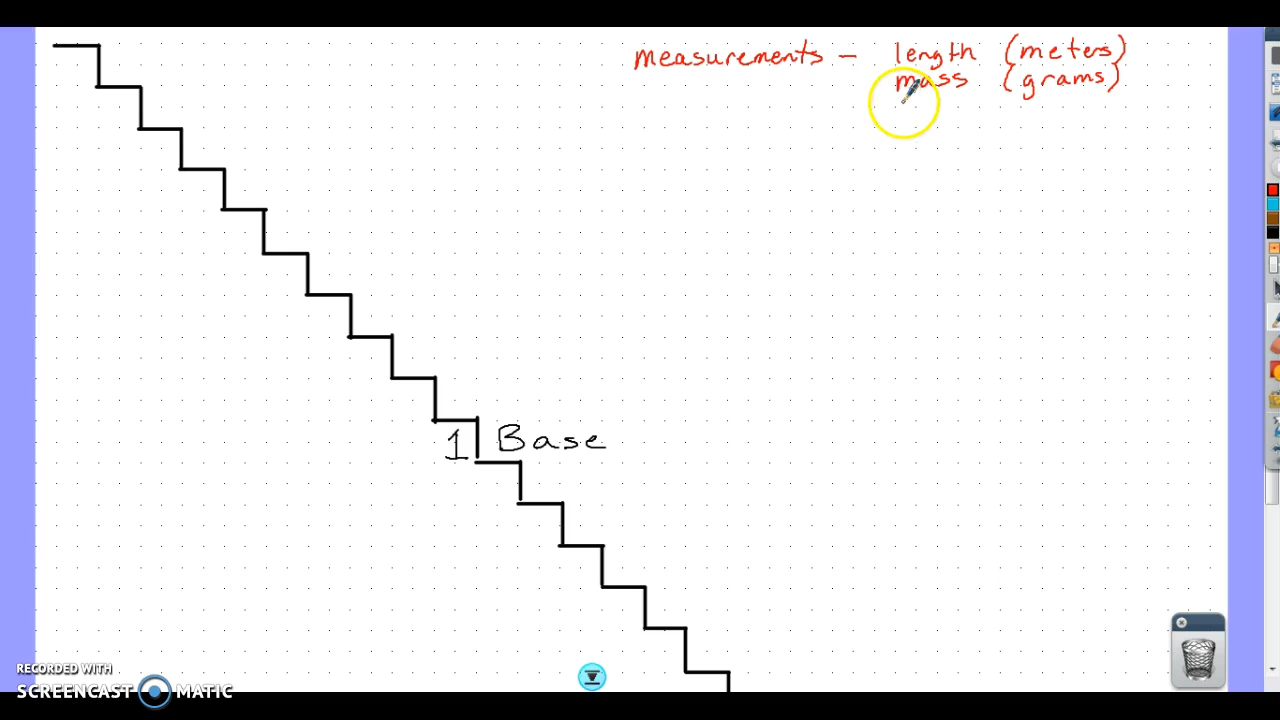 measurements - length (meters)
mass (grams)
1 Base
RECORDED WITH
SCREENCAST MATIC